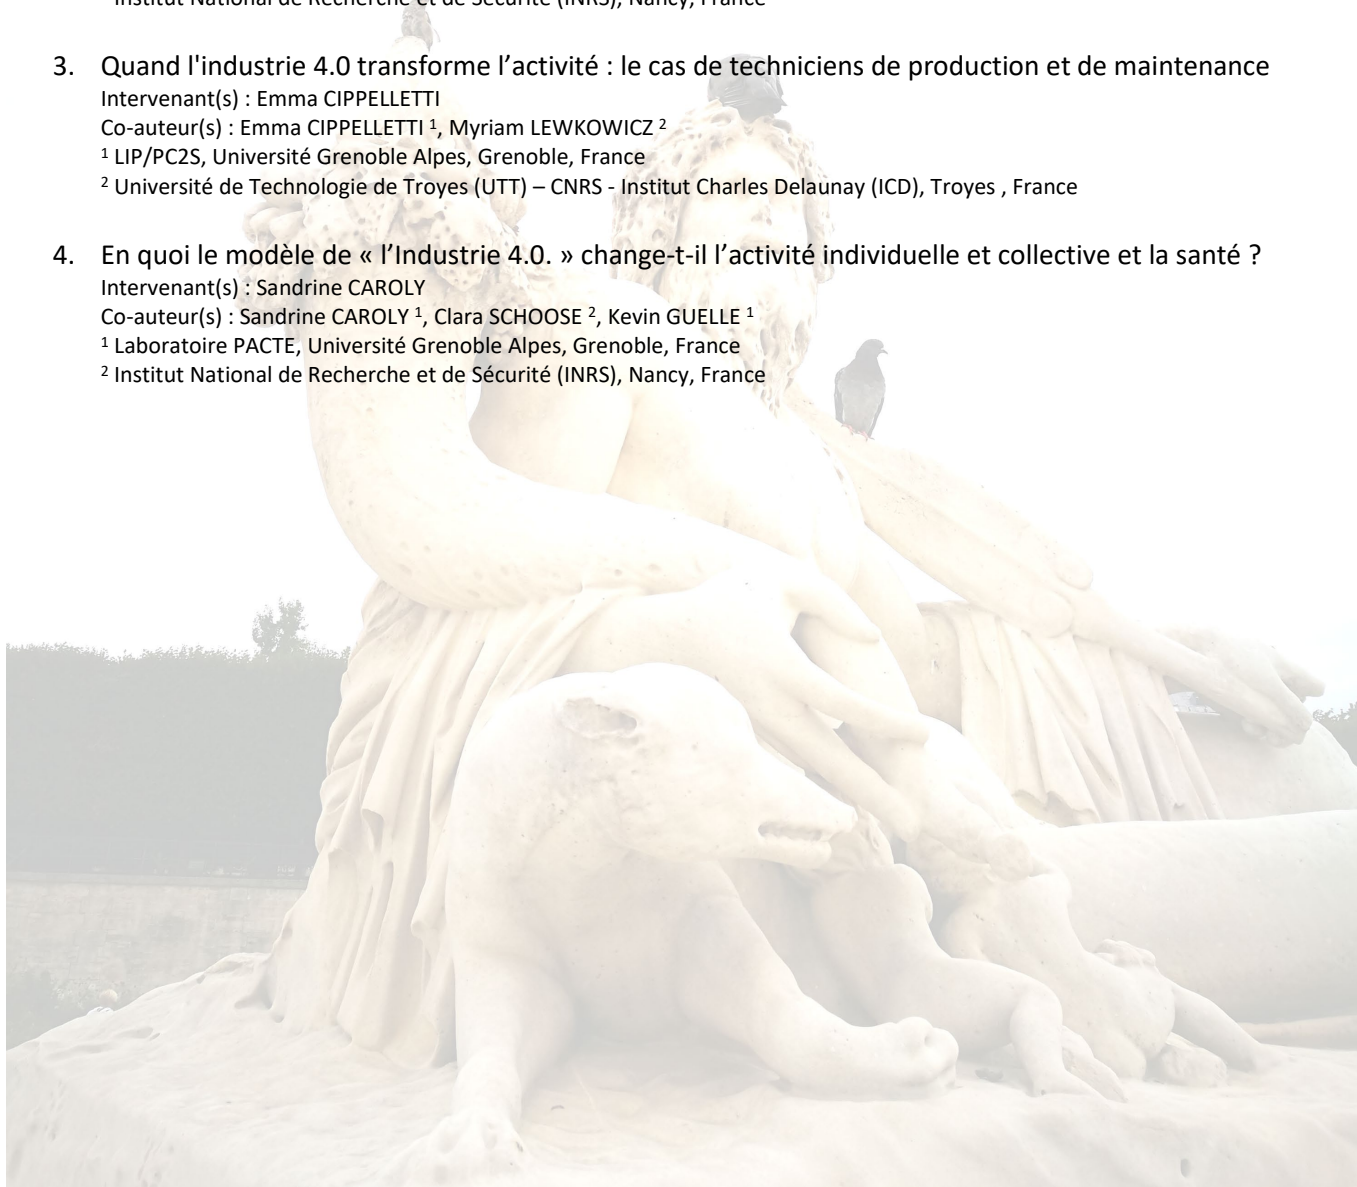 Institut National de Recherche et de Sécurité (INRS), Nancy, France
3. Quand l'industrie 4.0 transforme l’activité : le cas de techniciens de production et de maintenance
Intervenant(s) : Emma CIPPELLETTI
Co-auteur(s) : Emma CIPPELLETTI ¹, Myriam LEWKOWICZ ²
¹ LIP/PC2S, Université Grenoble Alpes, Grenoble, France
² Université de Technologie de Troyes (UTT) – CNRS - Institut Charles Delaunay (ICD), Troyes , France
4. En quoi le modèle de « l’Industrie 4.0. » change-t-il l’activité individuelle et collective et la santé ?
Intervenant(s) : Sandrine CAROLY
Co-auteur(s) : Sandrine CAROLY ¹, Clara SCHOOSE ², Kevin GUELLE ¹
¹ Laboratoire PACTE, Université Grenoble Alpes, Grenoble, France
² Institut National de Recherche et de Sécurité (INRS), Nancy, France